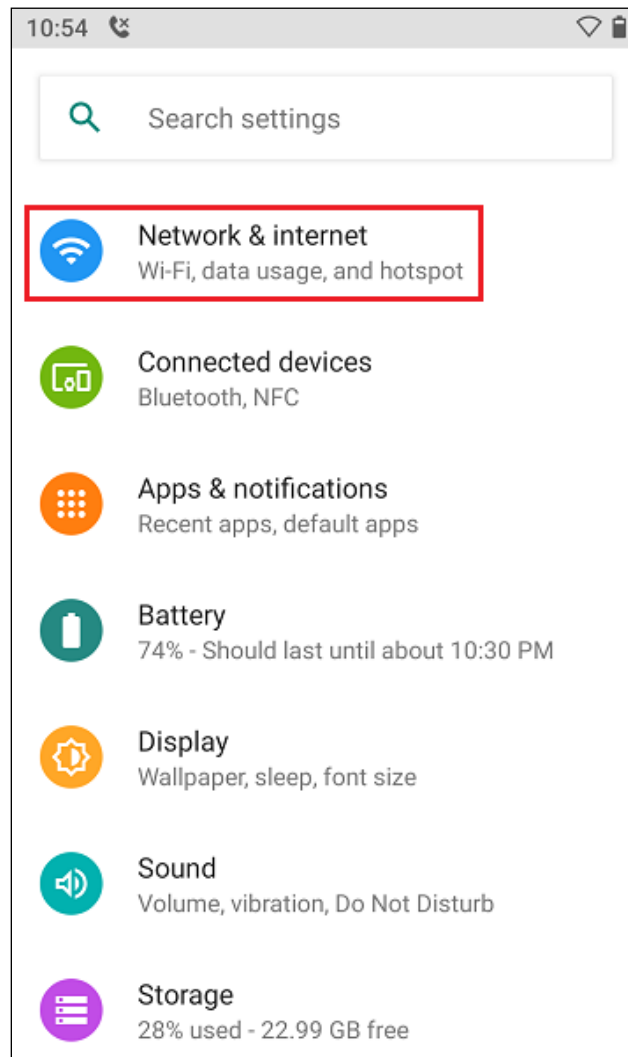 10:54
Search settings
Network & internet
Wi-Fi, data usage, and hotspot
Connected devices
Bluetooth, NFC
Apps & notifications
Recent apps, default apps
Battery
74% - Should last until about 10:30 PM
Display
Wallpaper, sleep, font size
Sound
Volume, vibration, Do Not Disturb
Storage
28% used - 22.99 GB free